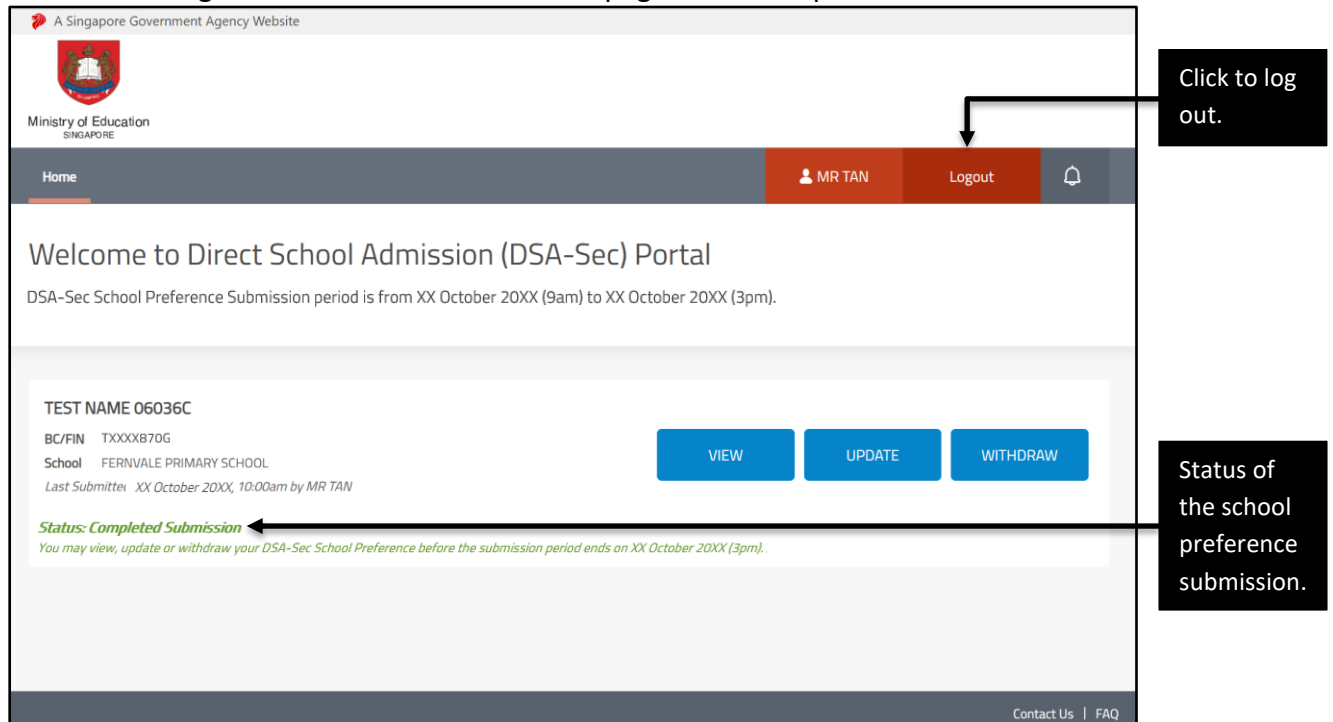 A Singapore Government Agency Website
Ministry of Education
SINGAPORE
Click to log
out.
Home
MR TAN
Logout
Welcome to Direct School Admission (DSA-Sec) Portal
DSA-Sec School Preference Submission period is from XX October 20XX (9am) to XX October 20XX (3pm).
TEST NAME 06036C
BC/FIN TXXXX870G
School FERNVALE PRIMARY SCHOOL
Last Submitte XX October 20XX, 10:00am by MR TAN
VIEW
UPDATE
WITHDRAW
Status: Completed Submission
You may view, update or withdraw your DSA-Sec School Preference before the submission period ends on XX October 20XX (3pm). .
Status of
the school
preference
submission.
Contact Us | FAQ